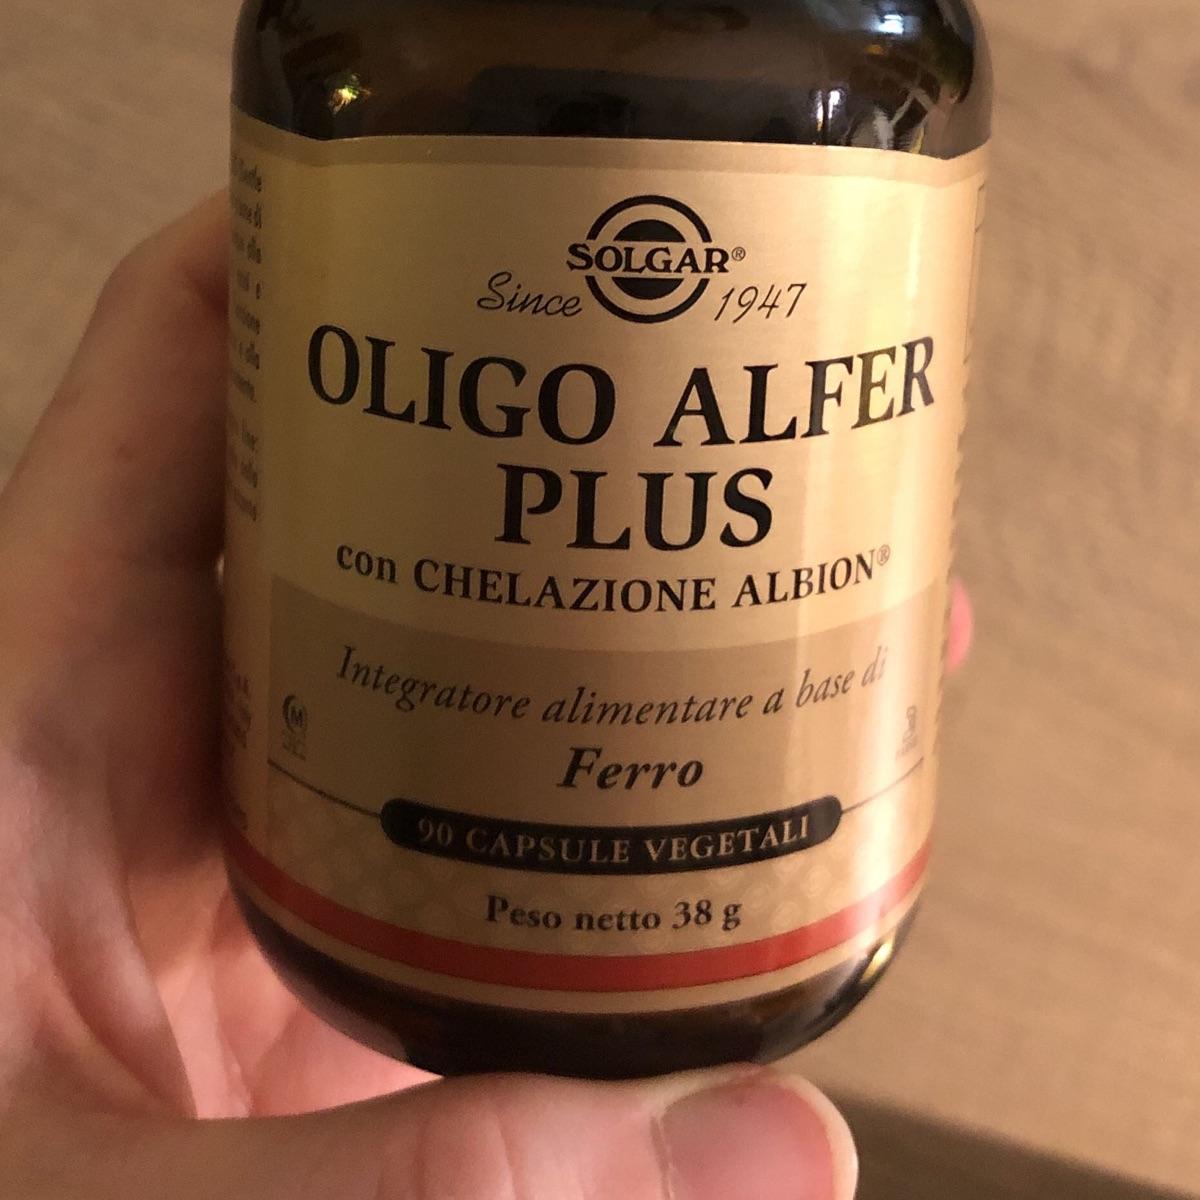 SOLGAR®
Since 1947
OLIGO ALFER
PLUS
con CHELAZIONE ALBION®
Integratore alimentare a base di
Ferro
90 CAPSULE VEGETALI
Peso netto 38 g